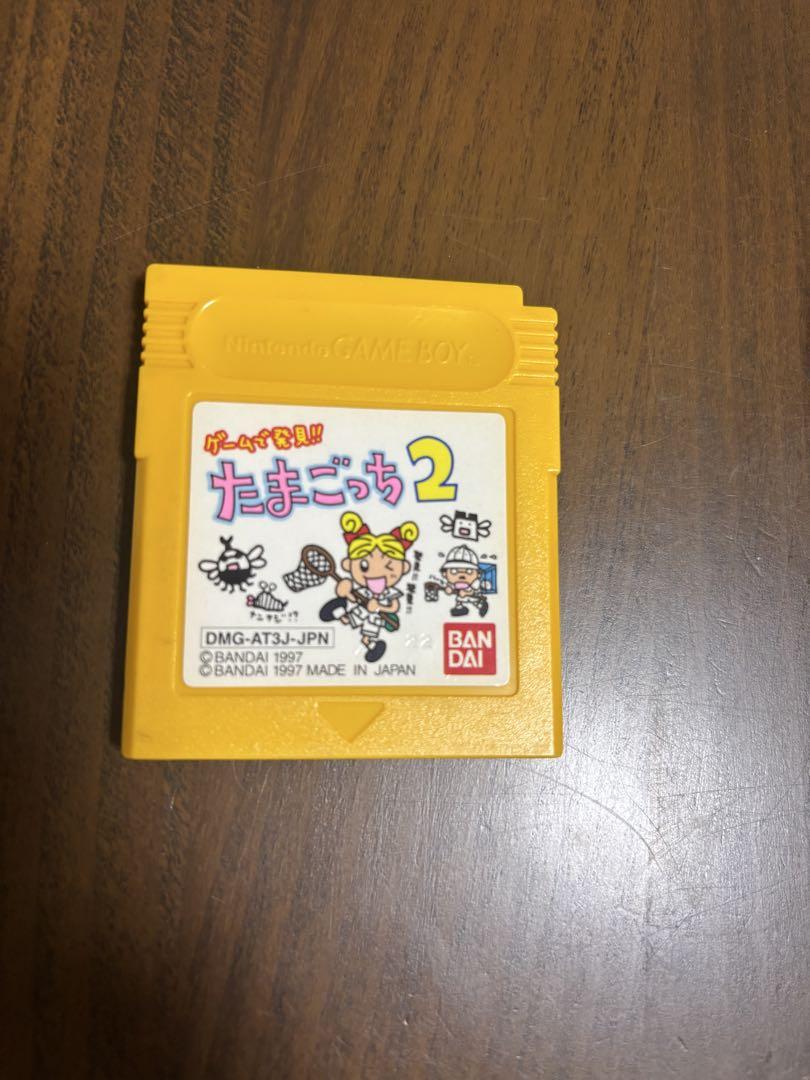 Nintendo GAME BOY
ゲームで発見!!
たまごっち2
DMG-AT3J-JPN
©BANDAI 1997
©BANDAI 1997 MADE IN JAPAN
22
BAN
DAI